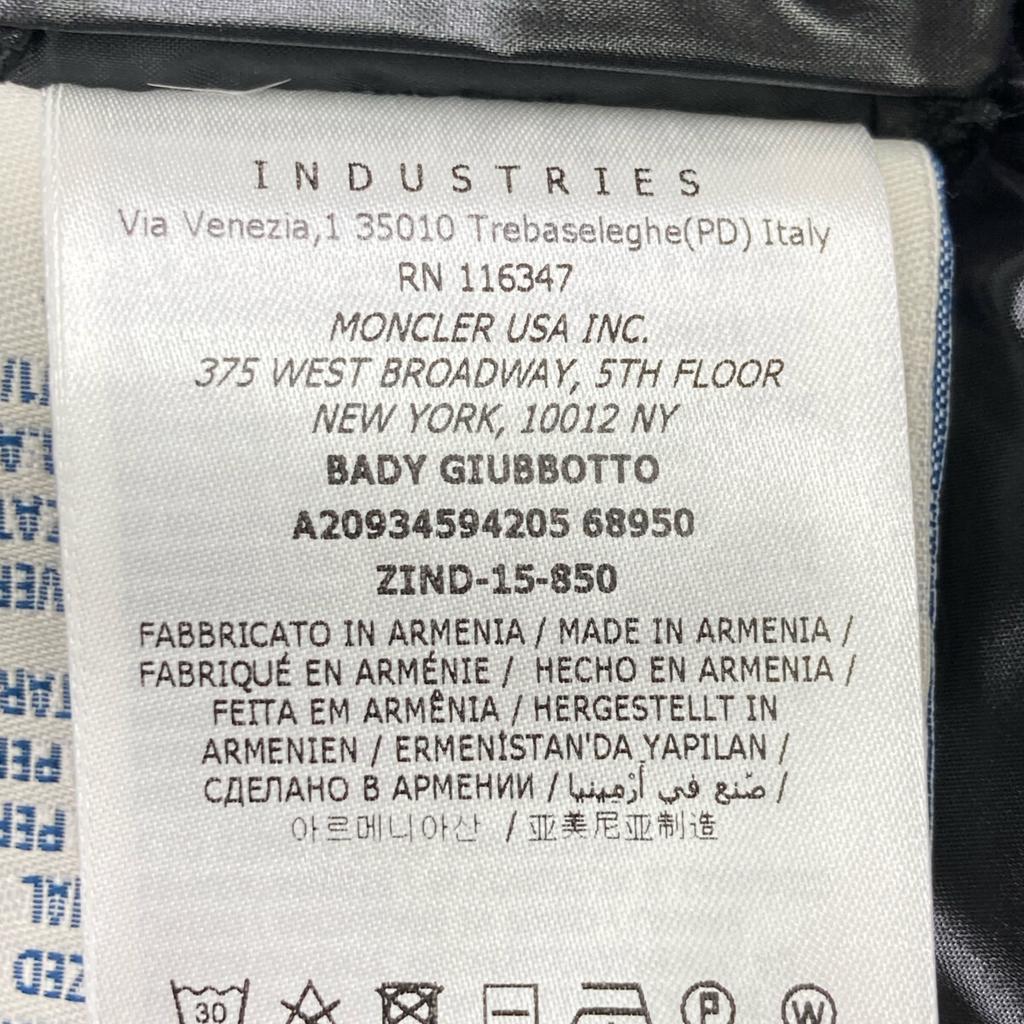 INDUSTRIES
Via Venezia,1 35010 Trebaseleghe(PD) Italy
RN 116347
MONCLER USA INC.
375 WEST BROADWAY, 5TH FLOOR
NEW YORK, 10012 NY
BADY GIUBBOTTO
A20934594205 68950
ZIND-15-850
FABBRICATO IN ARMENIA / MADE IN ARMENIA /
FABRIQUÉ EN ARMÉNIE / HECHO EN ARMENIA /
FEITA EM ARMÊNIA / HERGESTELLT IN
ARMENIEN / ERMENİSTAN'DA YAPILAN /
СДЕЛАНО В АРМЕНИИ / صّنع في أرْمِينيا /
아르메니아산 / 亚美尼亚制造
30 P W